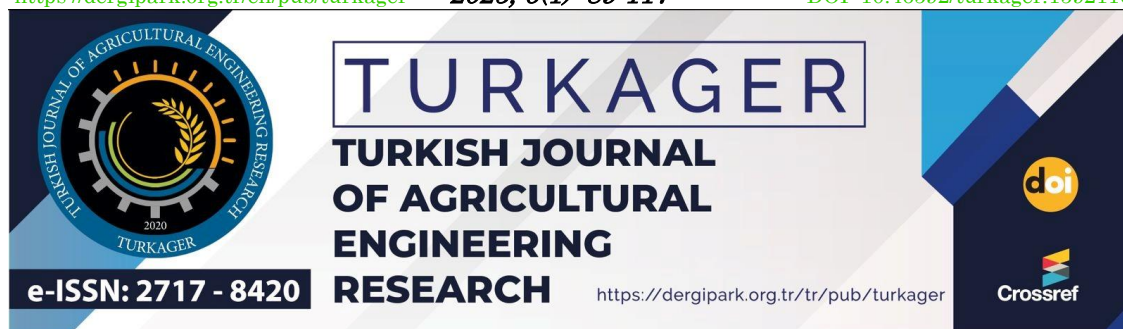 TURKISH JOURNAL OF AGRICULTURAL ENGINEERING RESEARCH
2020
TURKAGER
e-ISSN: 2717 - 8420
TURKAGER
TURKISH JOURNAL
OF AGRICULTURAL
ENGINEERING
RESEARCH
https://dergipark.org.tr/tr/pub/turkager
doi
Crossref